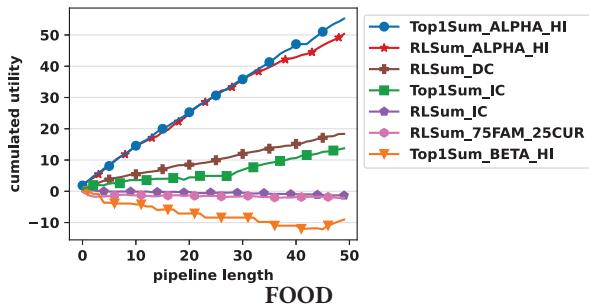 cumulated utility
50
40
30
20
10
0
−10
0
10
20
30
40
50
pipeline length
Top1Sum_ALPHA_HI
RLSum_ALPHA_HI
RLSum_DC
Top1Sum_IC
RLSum_IC
RLSum_75FAM_25CUR
Top1Sum_BETA_HI
FOOD